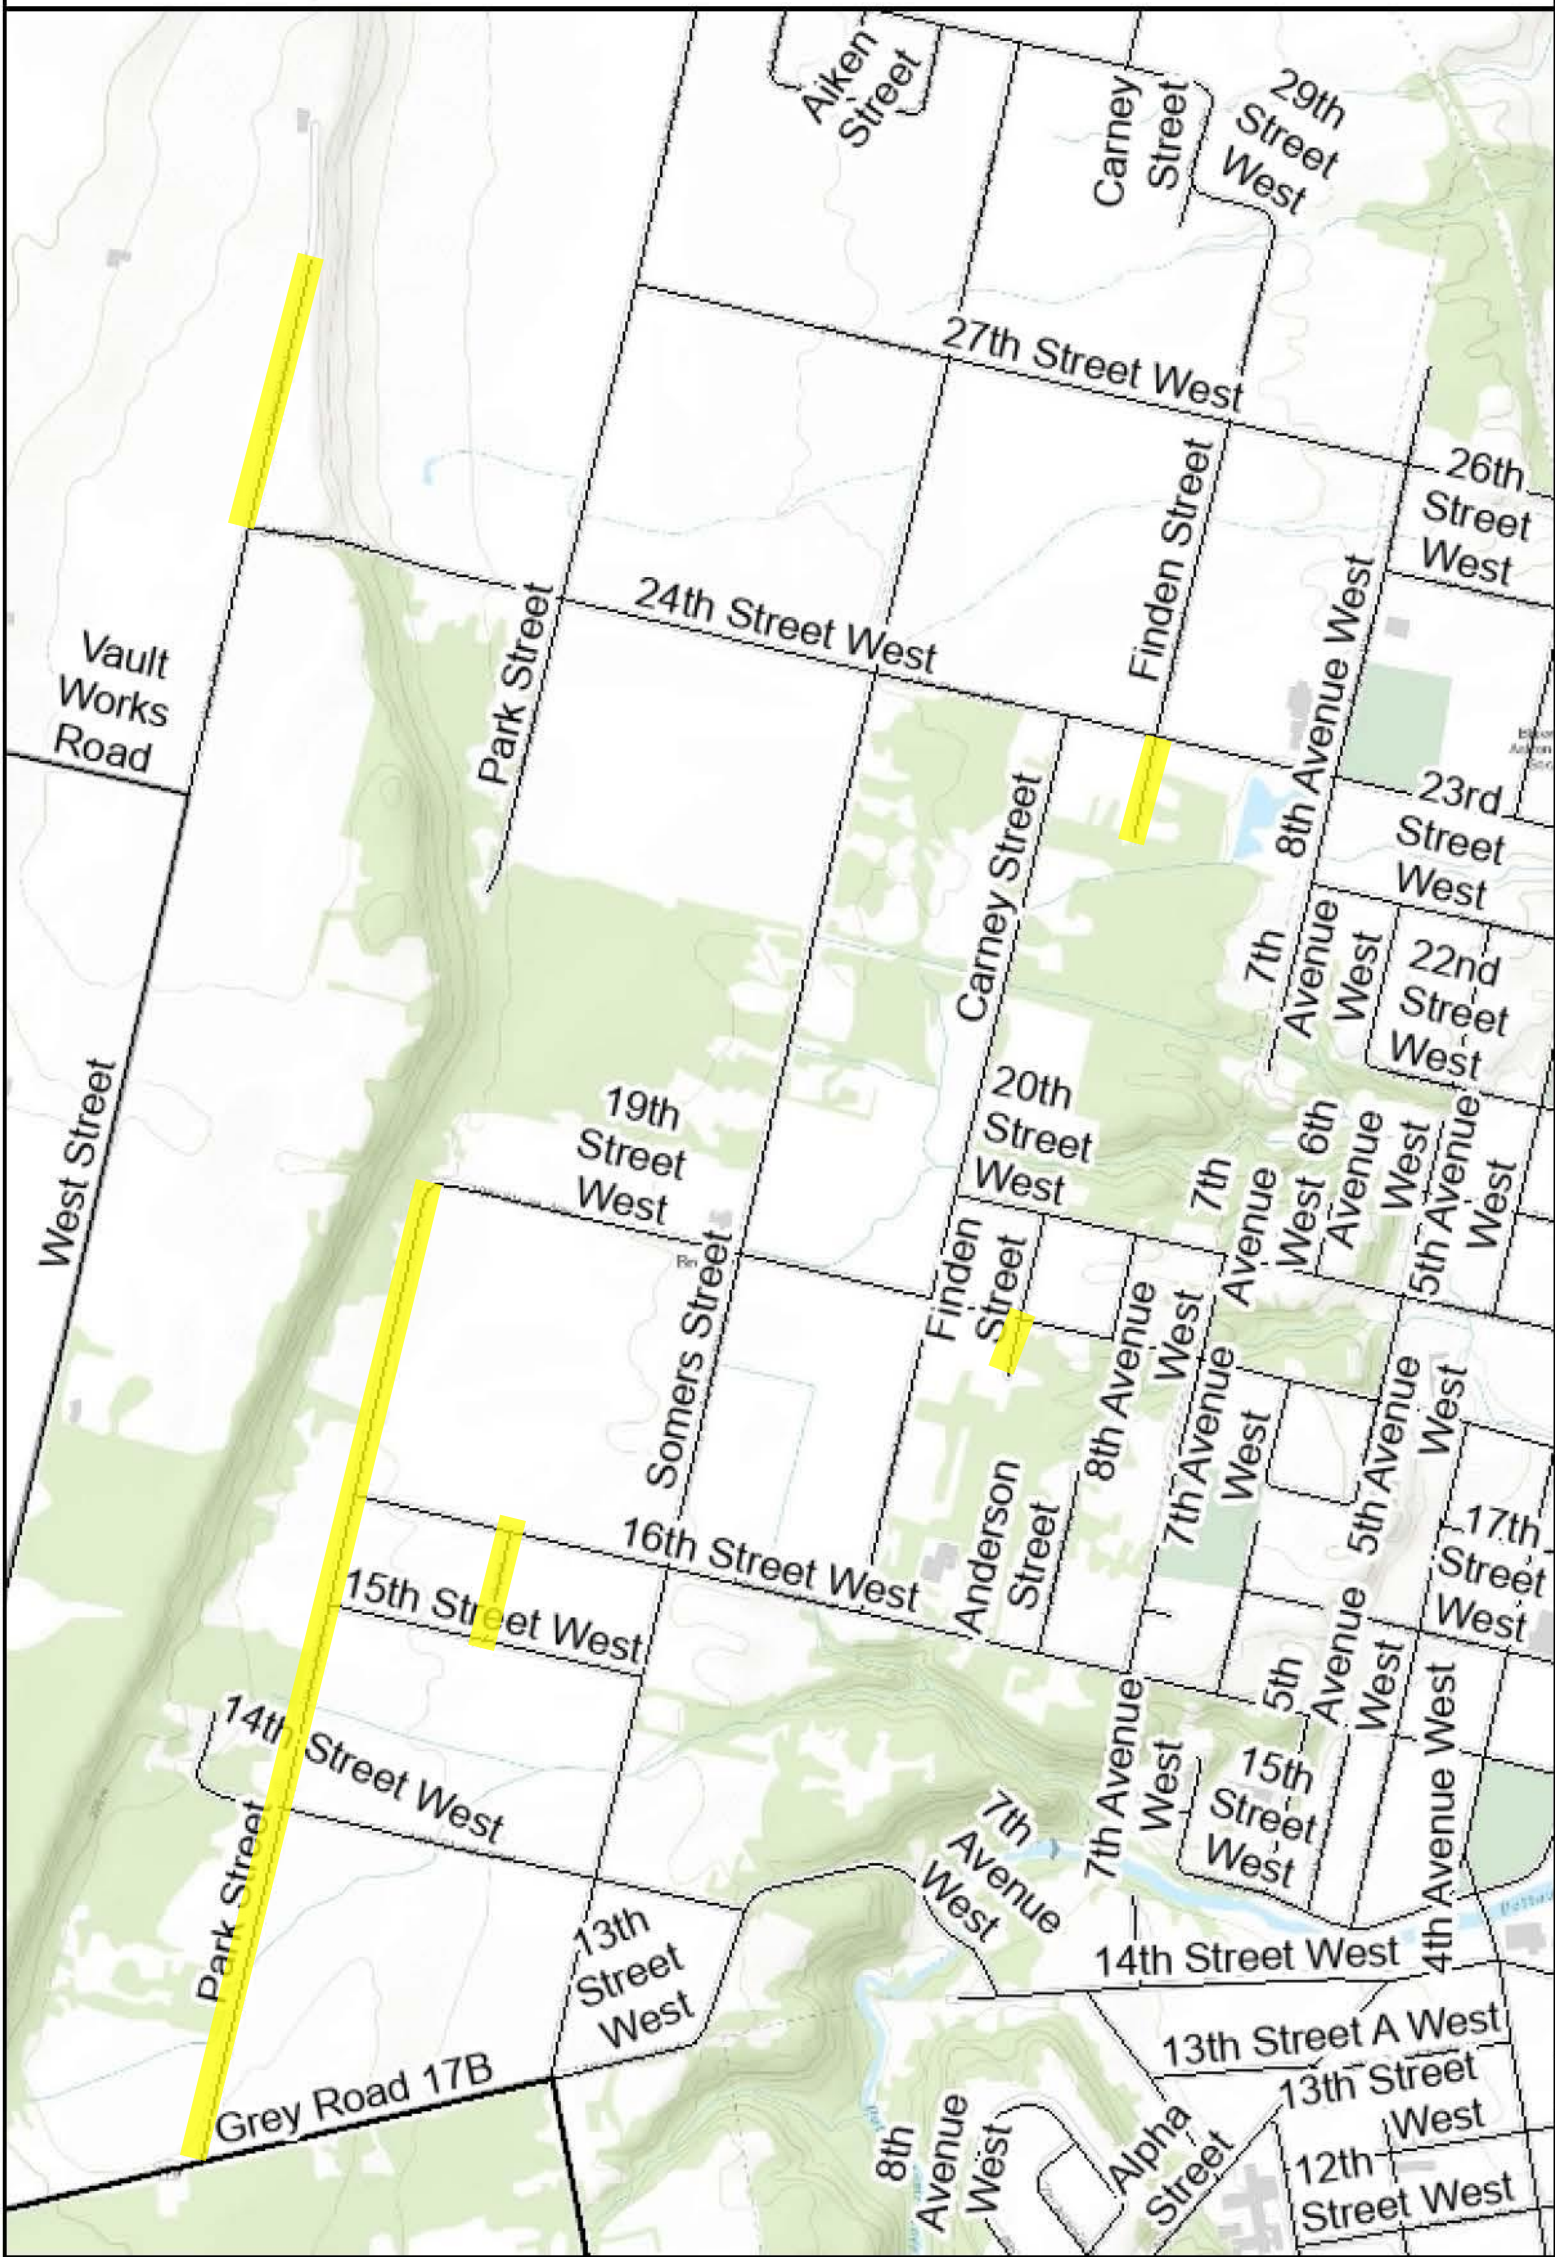 Aiken
Street
Carney
Street
29th
Street
West
27th Street West
26th
Street
West
Finden Street
24th Street West
Park Street
8th Avenue West
Vault
Works
Road
23rd
Street
West
Carney Street
7th
Avenue
West
22nd
Street
West
West Street
19th
Street
West
20th
Street
West
7th
Avenue
West
6th
Avenue
West
5th Avenue
West
Somers Street
Finden
Street
8th Avenue
West
7th Avenue
West
5th Avenue
West
Anderson
Street
16th Street West
17th
Street
West
15th Street West
14th Street West
5th
Avenue
West
4th Avenue West
7th Avenue
West
15th
Street
West
Park Street
7th
Avenue
West
13th
Street
West
14th Street West
13th Street A West
Grey Road 17B
13th Street
West
8th
Avenue
West
Alpha
Street
12th
Street West